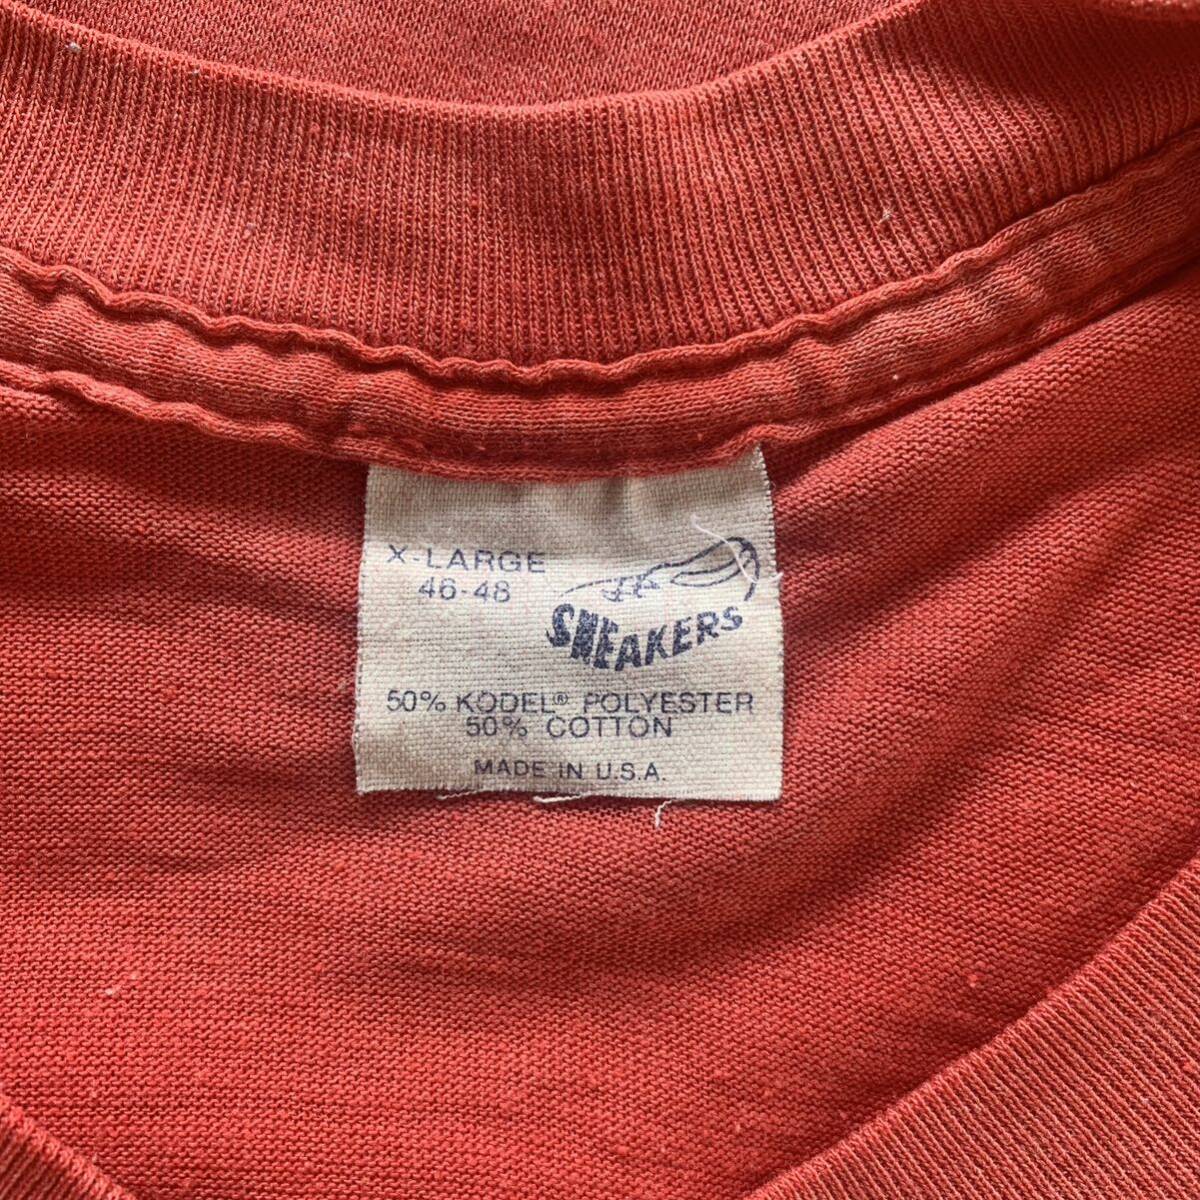 X-LARGE
46-48
SNEAKERS
50% KODEL® POLYESTER
50% COTTON
MADE IN U.S.A.